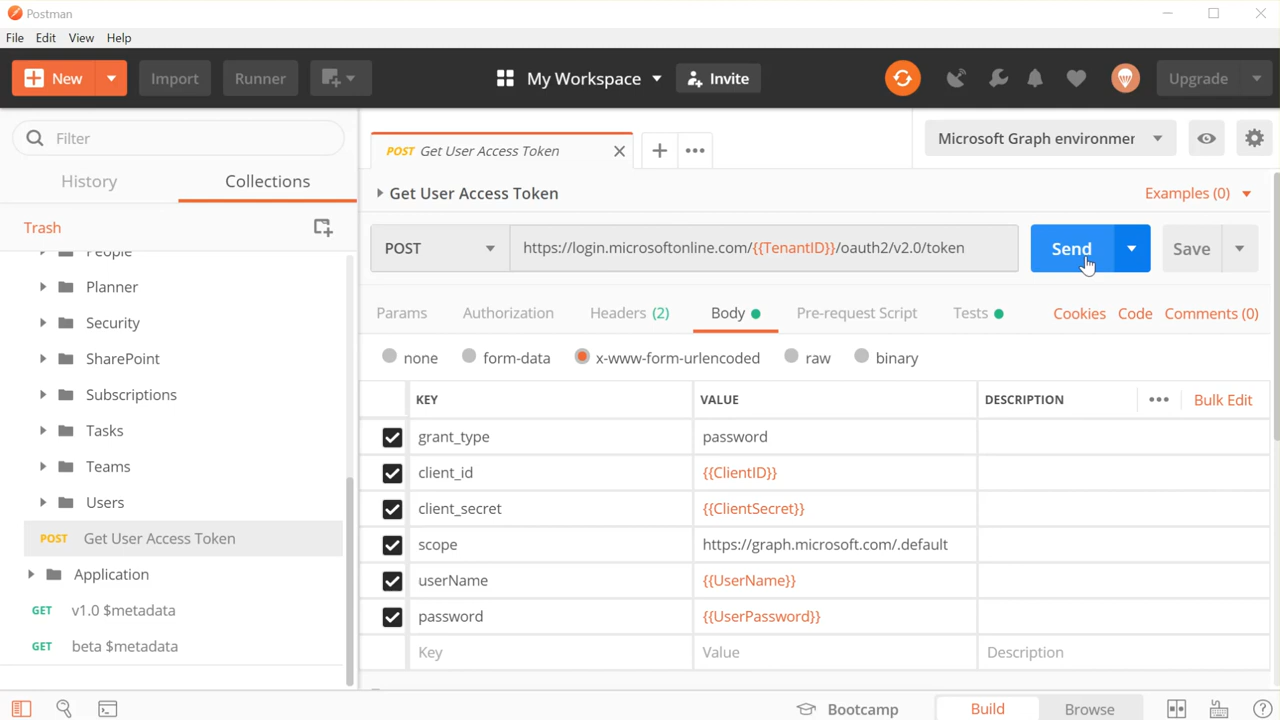 Postman
File Edit View Help
New Import Runner My Workspace Invite Upgrade
Filter
History Collections
Trash
People
Planner
Security
SharePoint
Subscriptions
Tasks
Teams
Users
POST Get User Access Token
Application
GET v1.0 $metadata
GET beta $metadata
POST Get User Access Token
Microsoft Graph environmer
Get User Access Token Examples (0)
POST https://login.microsoftonline.com/{{TenantID}}/oauth2/v2.0/token Send Save
Params Authorization Headers (2) Body Pre-request Script Tests Cookies Code Comments (0)
none form-data x-www-form-urlencoded raw binary
KEY VALUE DESCRIPTION Bulk Edit
grant_type password
client_id {{ClientID}}
client_secret {{ClientSecret}}
scope https://graph.microsoft.com/.default
userName {{UserName}}
password {{UserPassword}}
Key Value Description
Bootcamp Build Browse